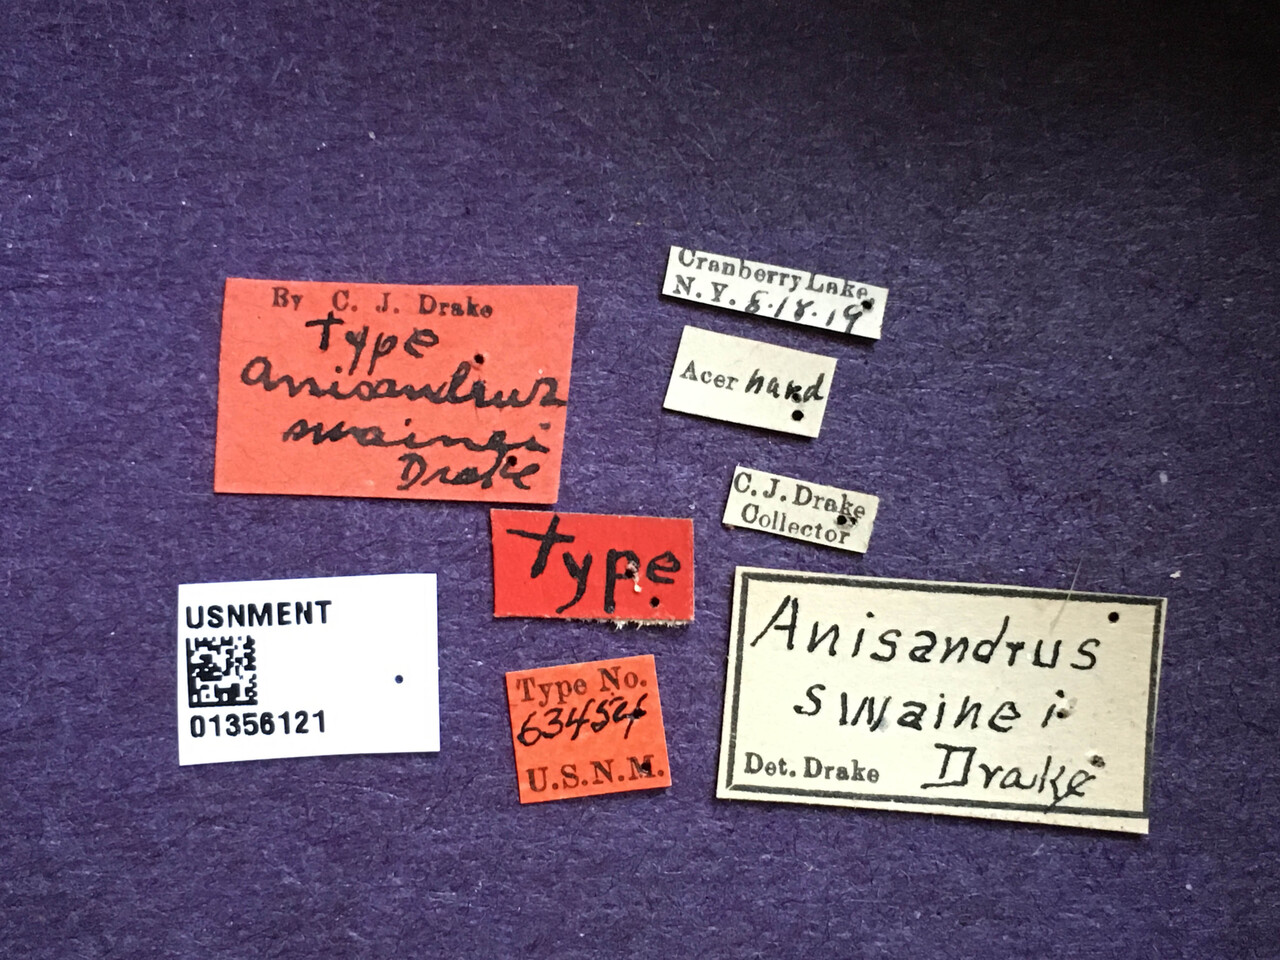 By C. J. Drake
Type
Anisandrus
swainei
Drake
Cranberry Lake,
N. Y. 8.18.19
Acer hard
C. J. Drake
Collector
Type
USNMENT
01356121
Type No.
63454
U.S.N.M.
Anisandrus
swainei
Det. Drake Drake